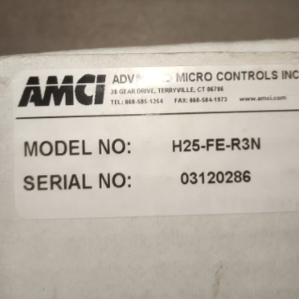 AMCI
MICRO CONTROLS INC
20 GEAR DRIVE, TERRYVILLE, CT 06786
TEL: 860-585-1254 FAX: 860-584-1973 www.amci.com
MODEL NO: H25-FE-R3N
SERIAL NO: 03120286